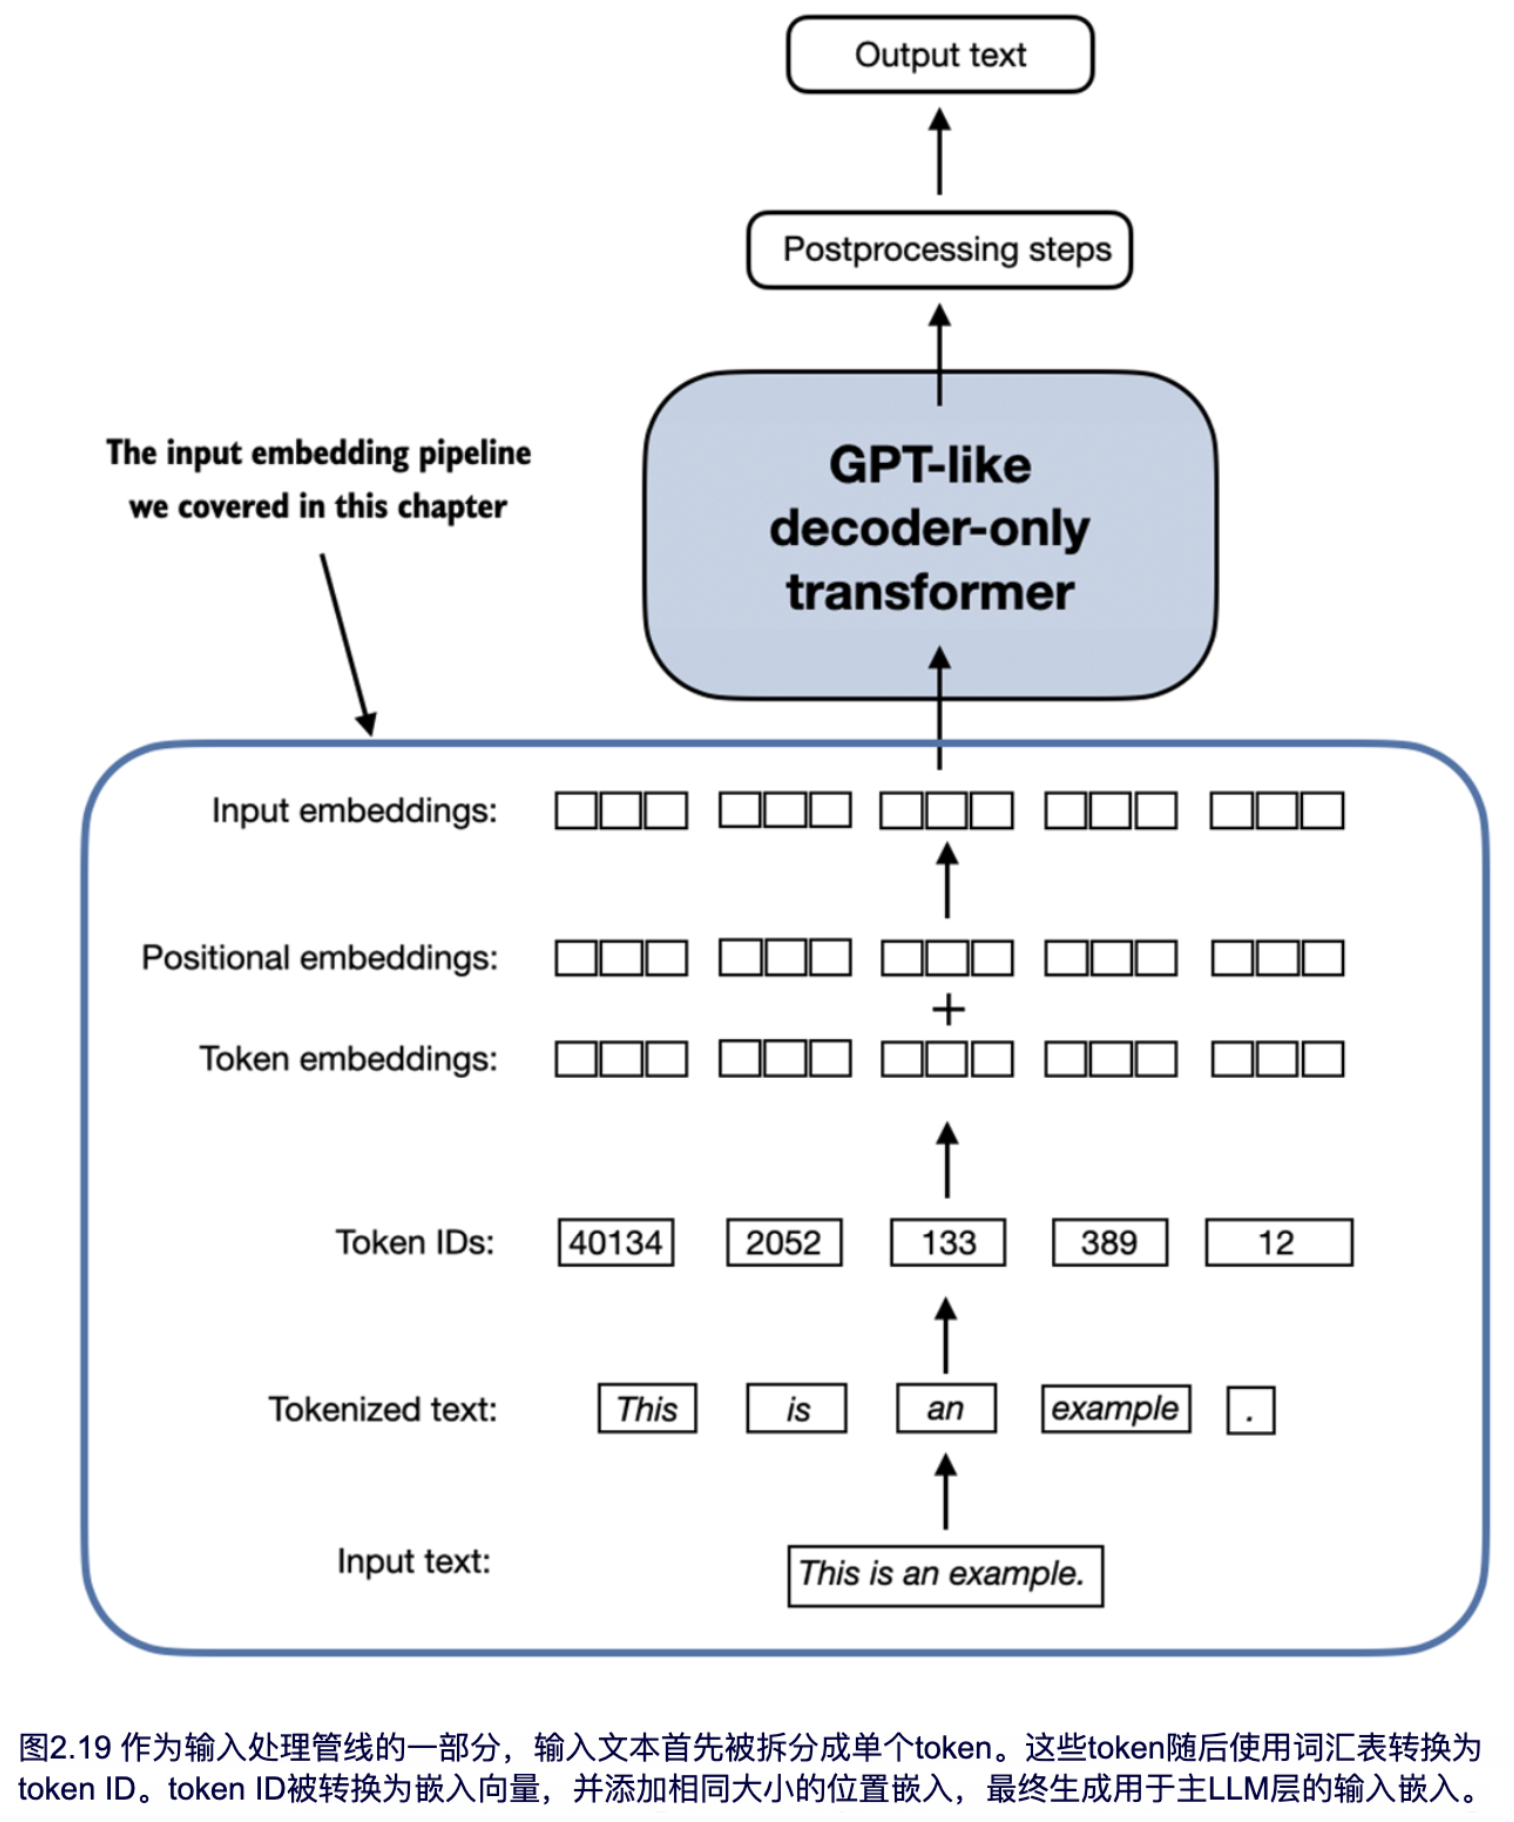 Output text
Postprocessing steps
GPT-like
decoder-only
transformer
The input embedding pipeline
we covered in this chapter
Input embeddings:
Positional embeddings:
+
Token embeddings:
Token IDs: 40134 2052 133 389 12
Tokenized text: This is an example .
Input text: This is an example.
图2.19 作为输入处理管线的一部分，输入文本首先被拆分成单个token。这些token随后使用词汇表转换为
token ID。token ID被转换为嵌入向量，并添加相同大小的位置嵌入，最终生成用于主LLM层的输入嵌入。